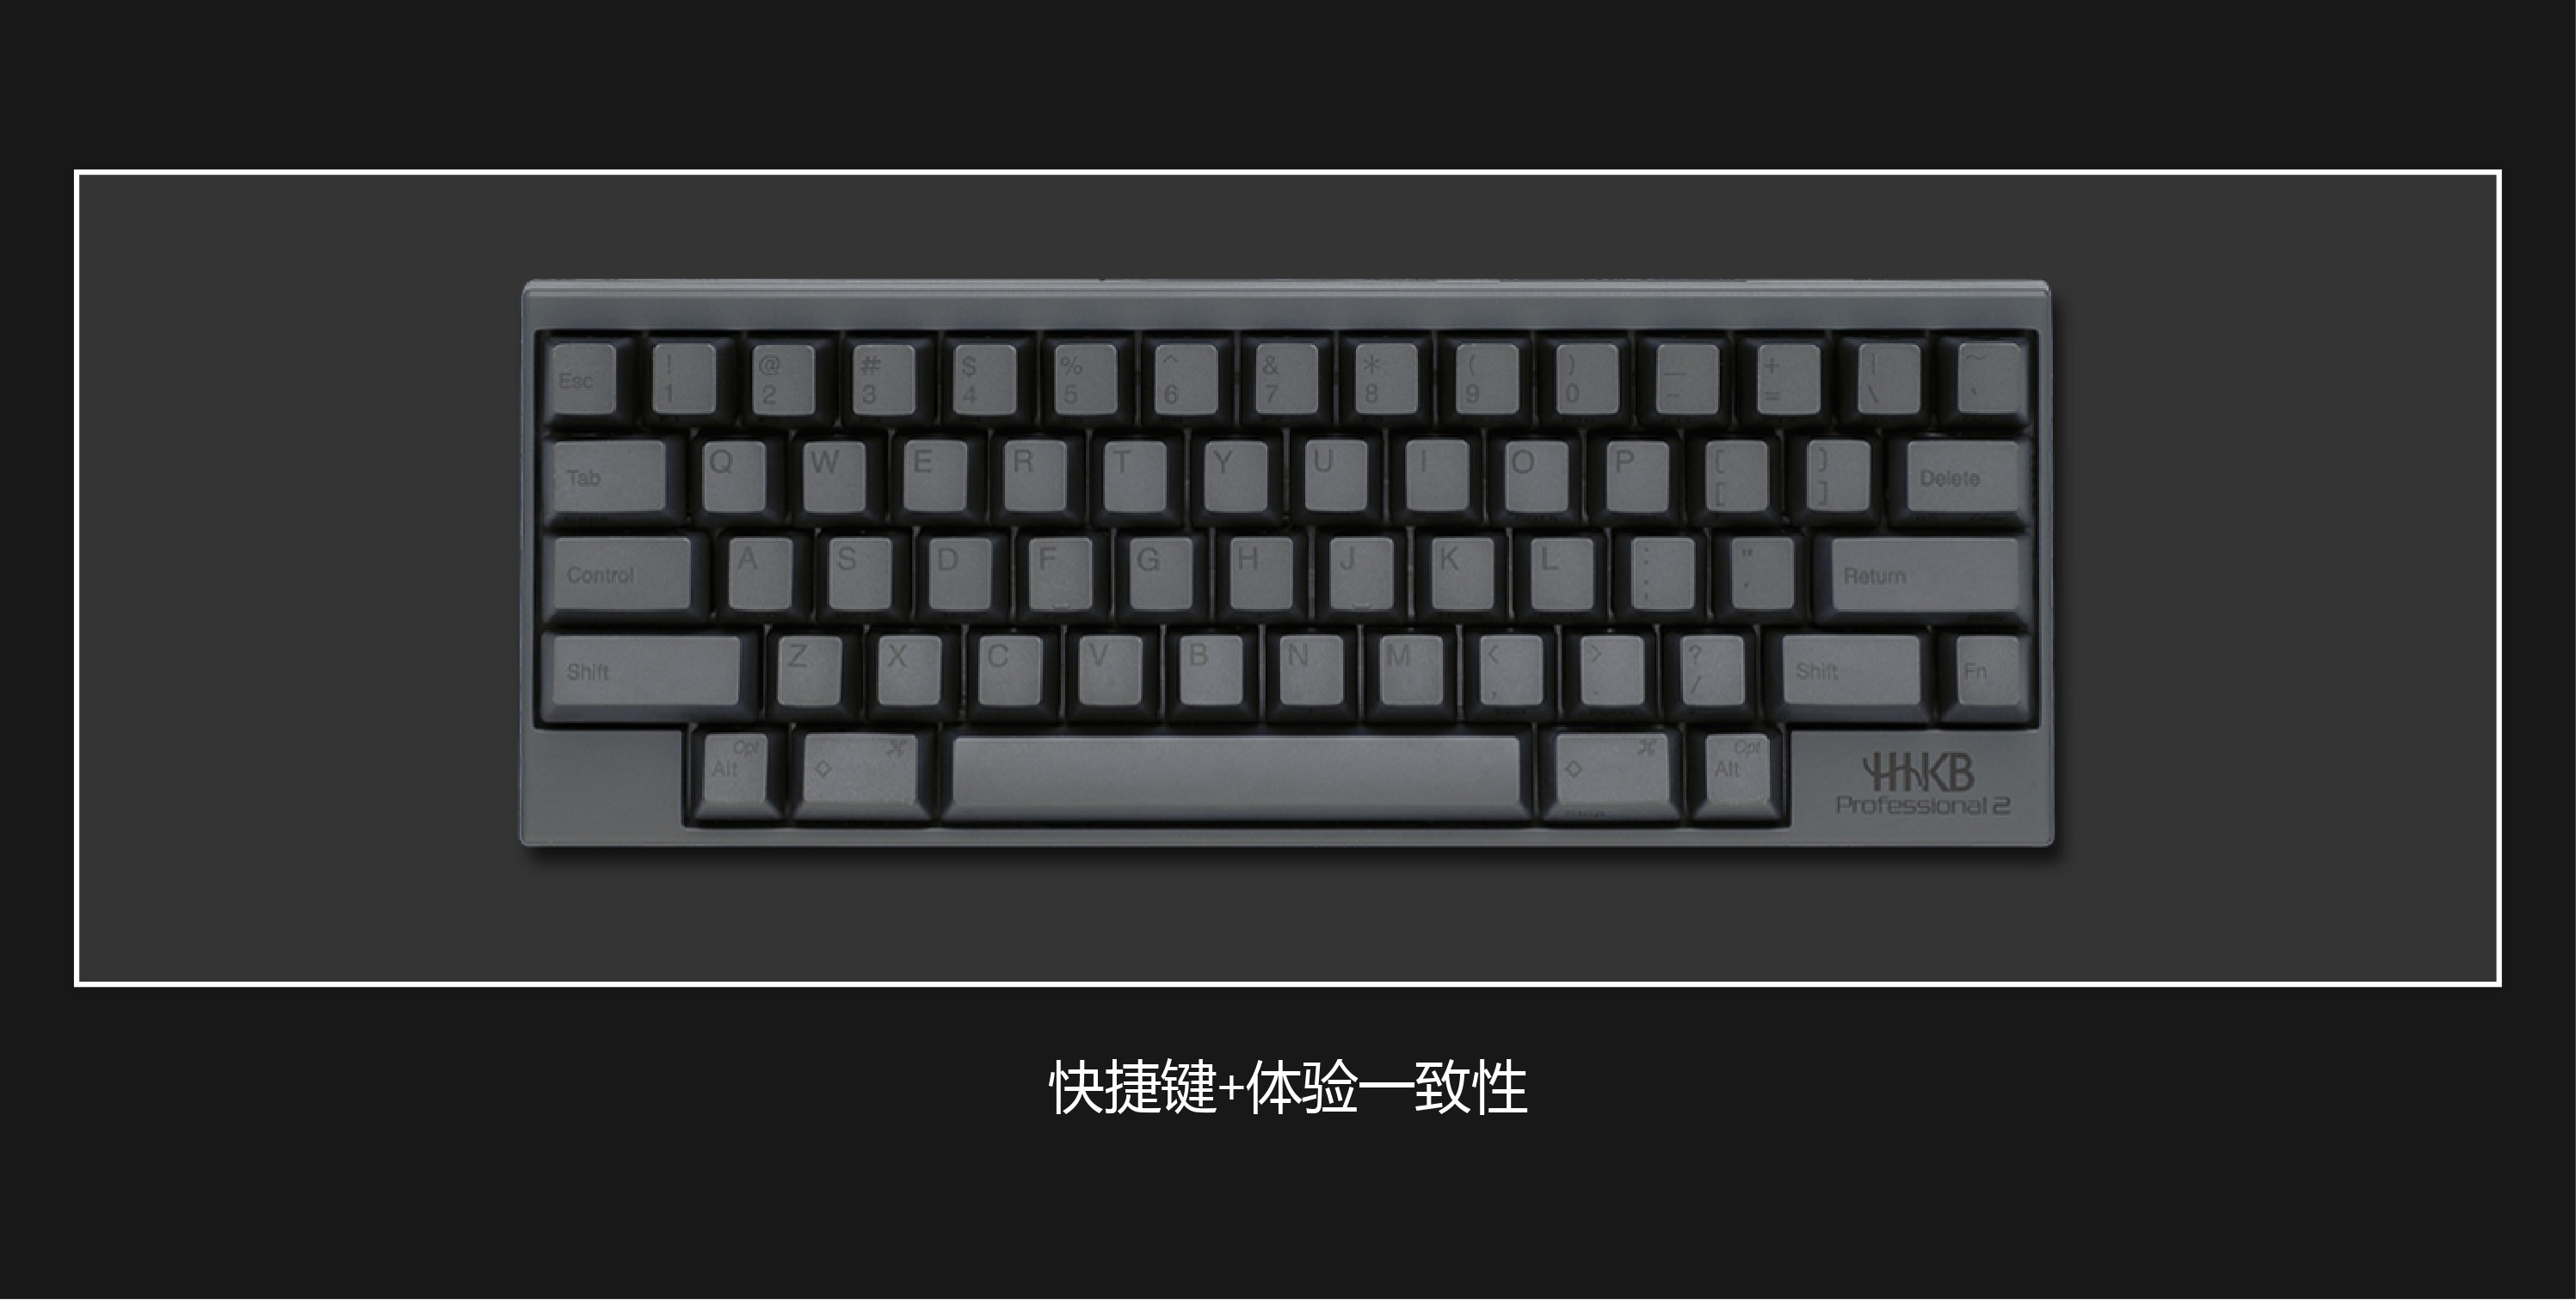 Esc ! 1 @ 2 # 3 $ 4 % 5 ^ 6 & 7 * 8 ( 9 ) 0 — - + = | \ ~ `
Tab Q W E R T Y U I O P { [ } ] Delete
Control A S D F G H J K L : ; " ' Return
Shift Z X C V B N M < , > . ? / Shift Fn
Opt Alt ◇ ⌘ ◇ ⌘ Opt Alt
HHKB
Professional 2
快捷键+体验一致性